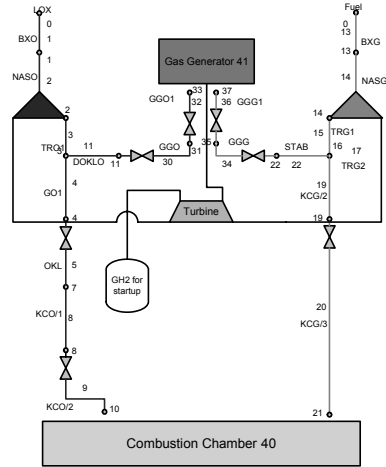 LOX
Fuel
0
0
BXO
13
1
13
BXG
1
Gas Generator 41
NASO
2
14
NASG
33
37
GGO1
32
36
GGG1
2
14
3
15
TRG1
31
35
TRG1
11
GGO
GGG
STAB
16
3
17
DOKLO
11
30
34
22
22
TRG2
4
19
GO1
KCG/2
Turbine
4
19
OKL
5
GH2 for
startup
7
KCO/1
20
8
KCG/3
8
9
KCO/2
10
21
Combustion Chamber 40